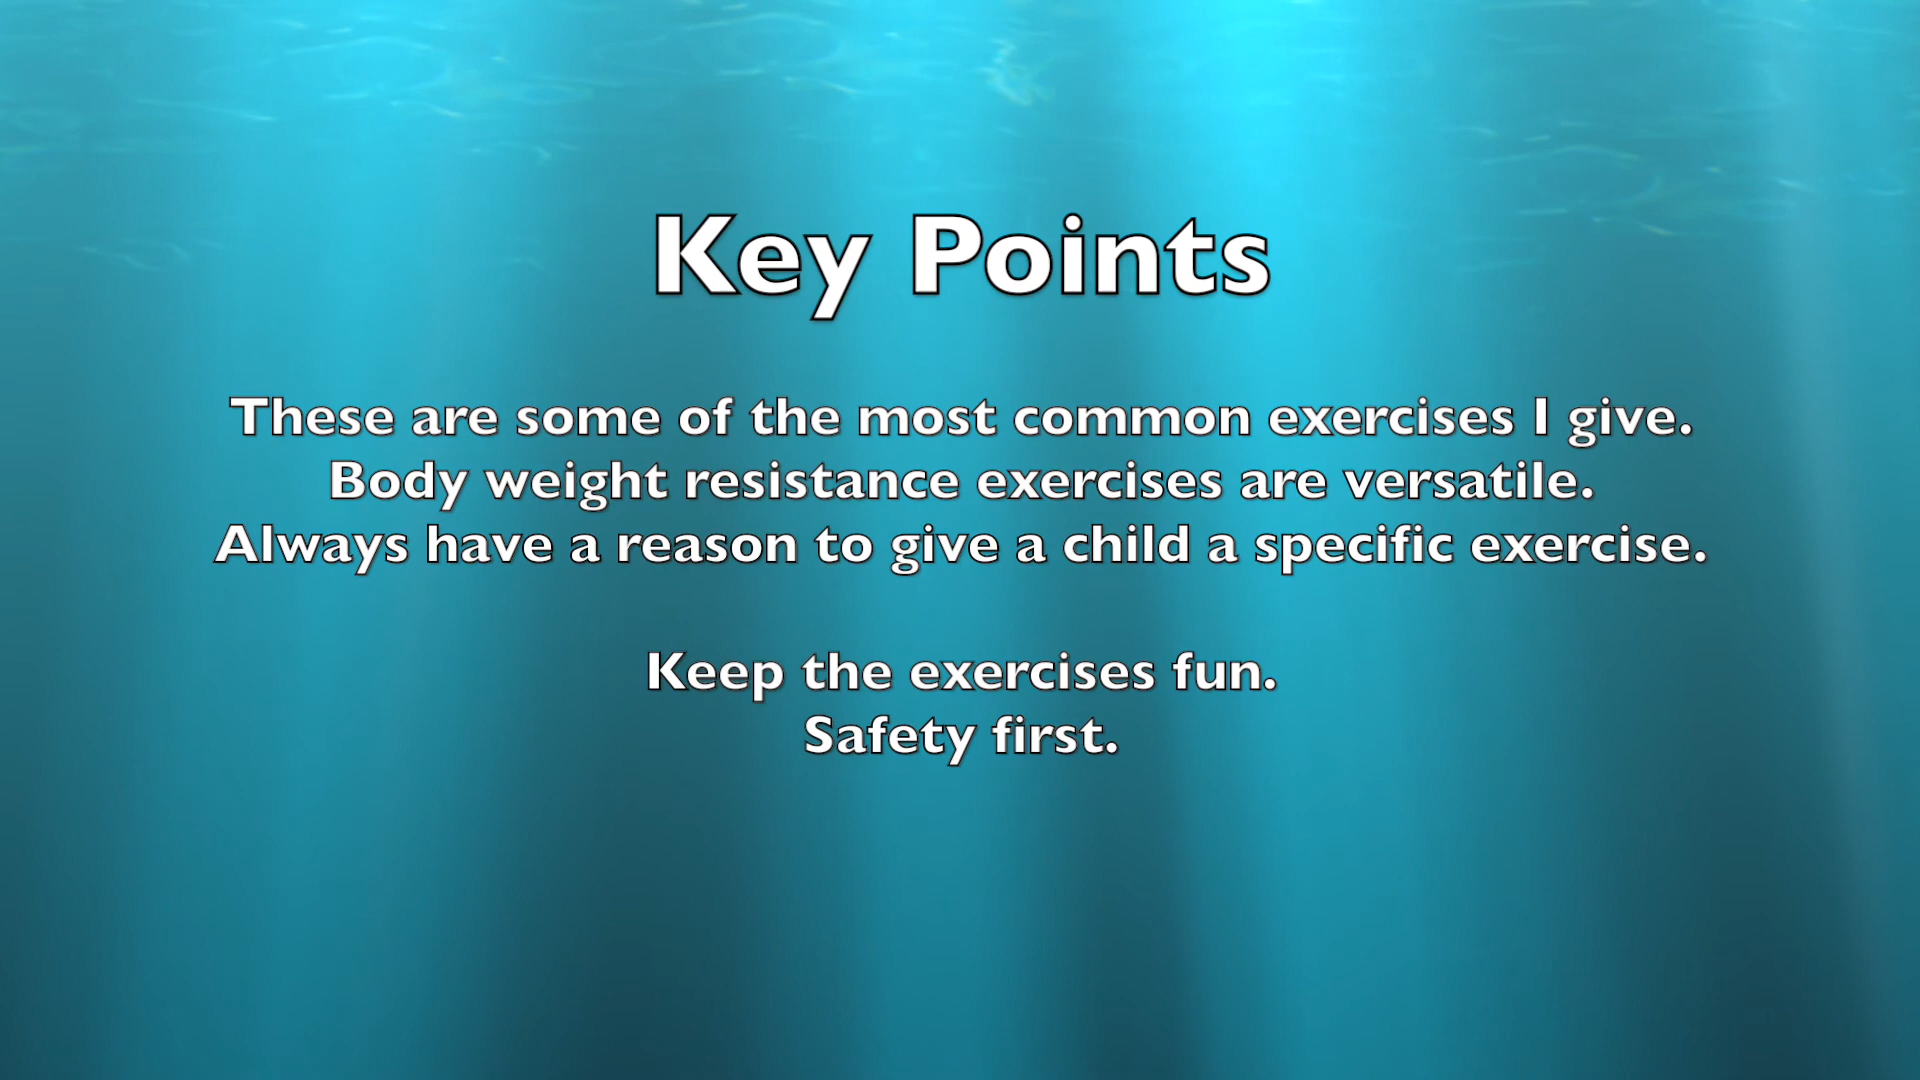 Key Points
These are some of the most common exercises I give.
Body weight resistance exercises are versatile.
Always have a reason to give a child a specific exercise.
Keep the exercises fun.
Safety first.